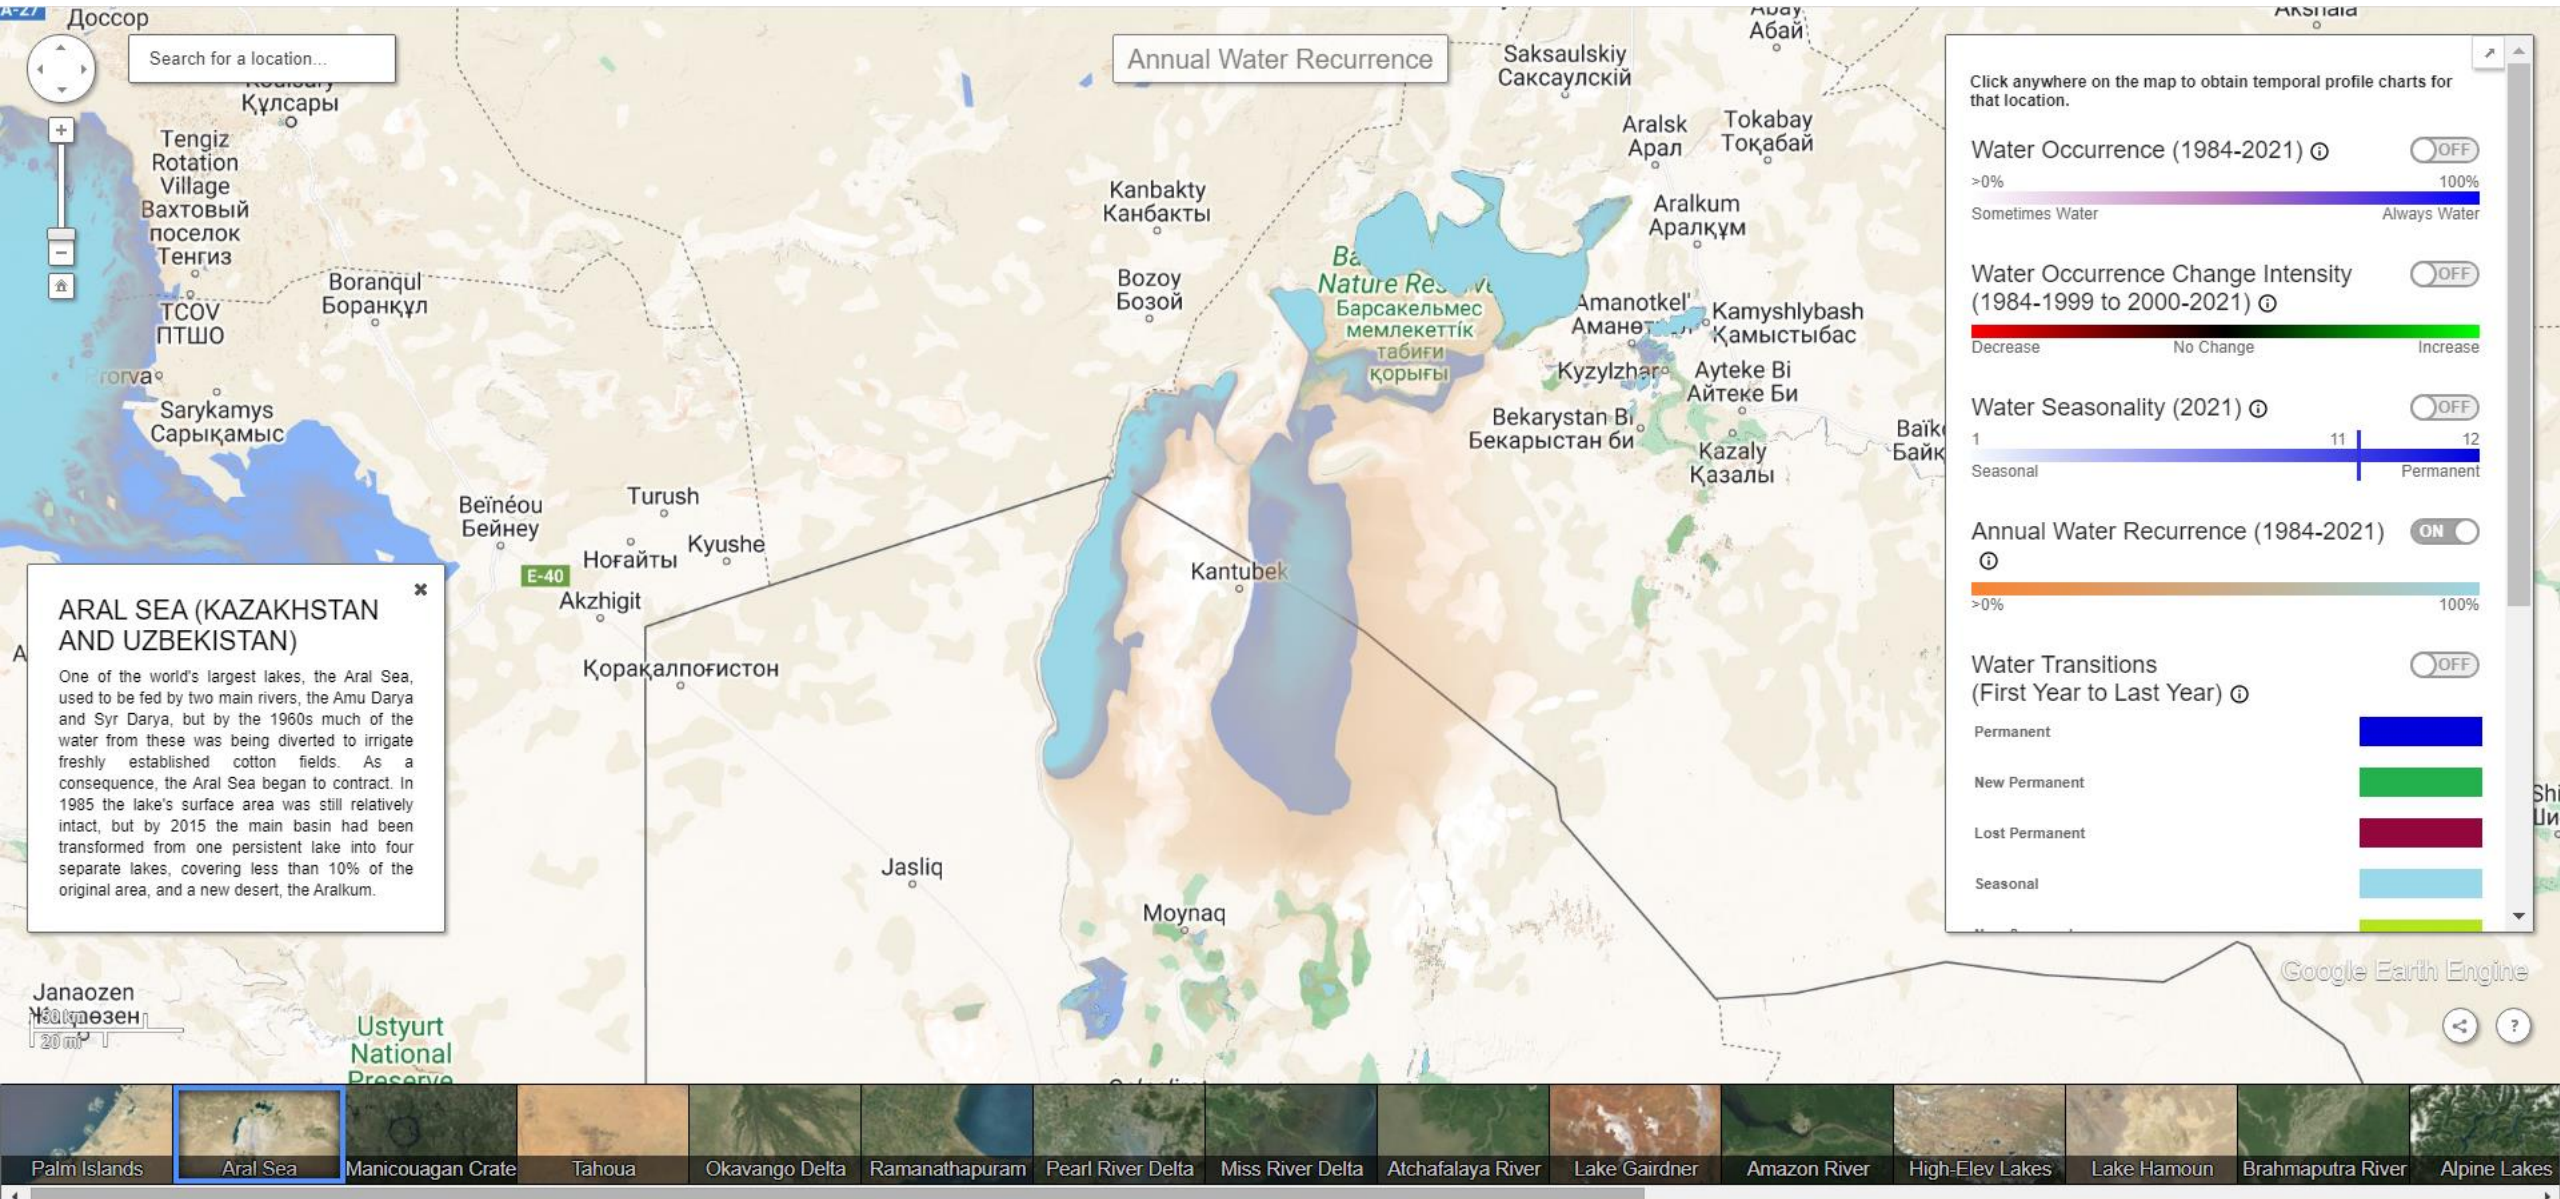 A-27
Доссор
Search for a location...
Құлсары
Tengiz
Rotation
Village
Вахтовый
поселок
Тенгиз
Boranqul
Боранқұл
TCOV
ПТШО
Sarykamys
Сарықамыс
Beïnéou
Бейнеу
Turush
Ноғайты
Kyushe
E-40
Akzhigit
Қорақалпоғистон
Annual Water Recurrence
Kanbakty
Канбакты
Bozoy
Бозой
Saksaulskiy
Саксаулскій
Абай
Aralsk
Арал
Tokabay
Тоқабай
Aralkum
Аралқұм
Nature
Барсакельмес
мемлекеттік
табиғи
қорығы
Amanotkel'
Kamyshlybash
Қамыстыбас
Kyzylzhar
Ayteke Bi
Айтеке Би
Bekarystan Bi
Бекарыстан би
Kazaly
Қазалы
Kantubek
Jasliq
Moynaq
ARAL SEA (KAZAKHSTAN
AND UZBEKISTAN)
One of the world's largest lakes, the Aral Sea,
used to be fed by two main rivers, the Amu Darya
and Syr Darya, but by the 1960s much of the
water from these was being diverted to irrigate
freshly established cotton fields. As a
consequence, the Aral Sea began to contract. In
1985 the lake's surface area was still relatively
intact, but by 2015 the main basin had been
transformed from one persistent lake into four
separate lakes, covering less than 10% of the
original area, and a new desert, the Aralkum.
Janaozen
20 mi
Ustyurt
National
Preserve
Click anywhere on the map to obtain temporal profile charts for
that location.
Water Occurrence (1984-2021)
OFF
>0% 100%
Sometimes Water Always Water
Water Occurrence Change Intensity
(1984-1999 to 2000-2021)
OFF
Decrease No Change Increase
Water Seasonality (2021)
OFF
1 11 12
Seasonal Permanent
Annual Water Recurrence (1984-2021)
ON
>0% 100%
Water Transitions
(First Year to Last Year)
OFF
Permanent
New Permanent
Lost Permanent
Seasonal
Google Earth Engine
?
Palm Islands
Aral Sea
Manicouagan Crate
Tahoua
Okavango Delta
Ramanathapuram
Pearl River Delta
Miss River Delta
Atchafalaya River
Lake Gairdner
Amazon River
High-Elev Lakes
Lake Hamoun
Brahmaputra River
Alpine Lakes